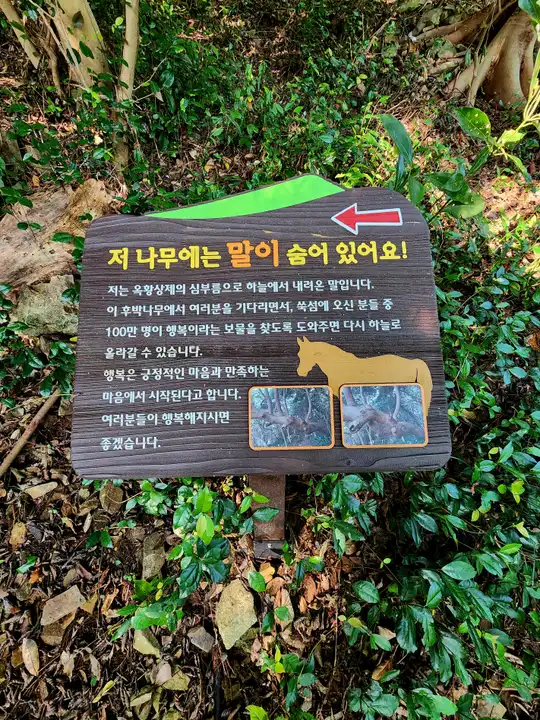 저 나무에는 말이 숨어 있어요!
저는 옥황상제의 심부름으로 하늘에서 내려온 말입니다.
이 후박나무에서 여러분을 기다리면서, 쑥섬에 오신 분들 중
100만 명이 행복이라는 보물을 찾도록 도와주면 다시 하늘로
올라갈 수 있습니다.
행복은 긍정적인 마음과 만족하는
마음에서 시작된다고 합니다.
여러분들이 행복해지시면
좋겠습니다.